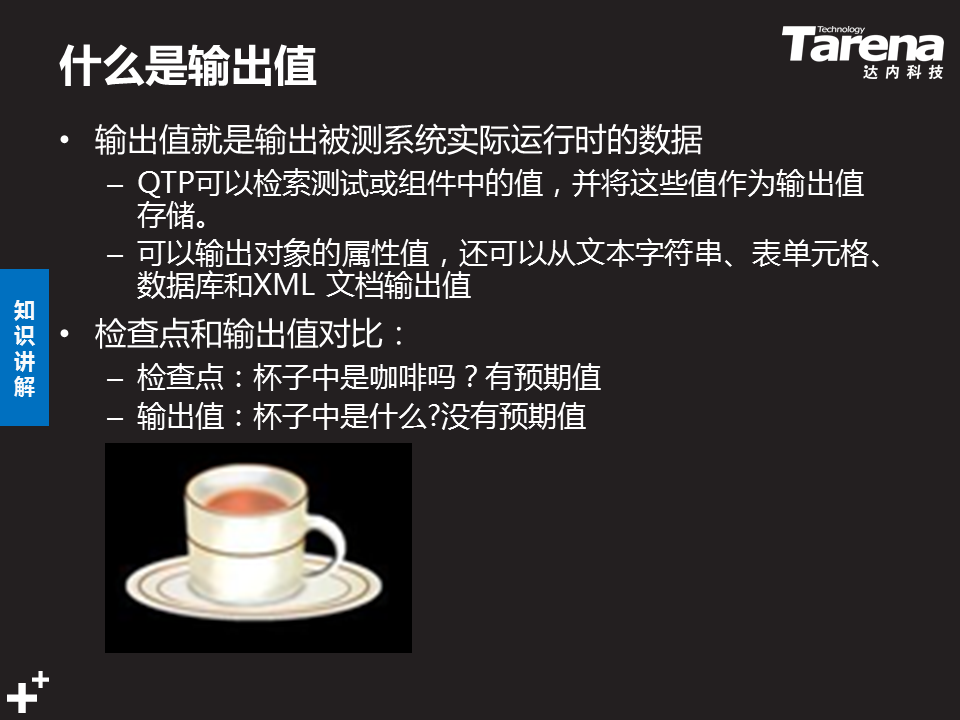 什么是输出值
Technology
Tarena
达内科技
• 输出值就是输出被测系统实际运行时的数据
– QTP可以检索测试或组件中的值，并将这些值作为输出值
存储。
– 可以输出对象的属性值，还可以从文本字符串、表单元格、
数据库和XML 文档输出值
知识讲解
• 检查点和输出值对比：
– 检查点：杯子中是咖啡吗？有预期值
– 输出值：杯子中是什么?没有预期值